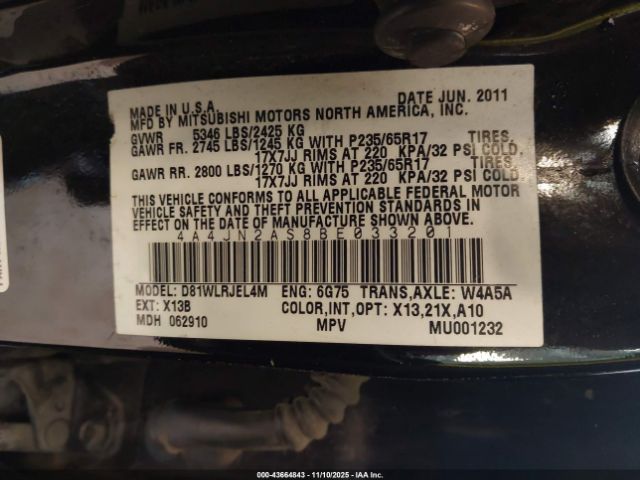 MADE IN U.S.A. DATE JUN. 2011
MFD BY MITSUBISHI MOTORS NORTH AMERICA, INC.
GVWR 5346 LBS/2425 KG
GAWR FR. 2745 LBS/1245 KG WITH P235/65R17 TIRES,
17X7JJ RIMS AT 220 KPA/32 PSI COLD,
GAWR RR. 2800 LBS/1270 KG WITH P235/65R17 TIRES,
17X7JJ RIMS AT 220 KPA/32 PSI COLD
THIS VEHICLE CONFORMS TO ALL APPLICABLE FEDERAL MOTOR
VEHICLE SAFETY AND THEFT PREVENTION STANDARDS IN EFFECT
ON THE DATE OF MANUFACTURE SHOWN ABOVE.
4A4JN2AS8BE033201
MODEL: D81WLRJEL4M ENG: 6G75 TRANS,AXLE: W4A5A
EXT: X13B COLOR,INT,OPT: X13,21X,A10
MDH 062910 MPV MU001232
000-43664843 - 11/10/2025 - IAA Inc.